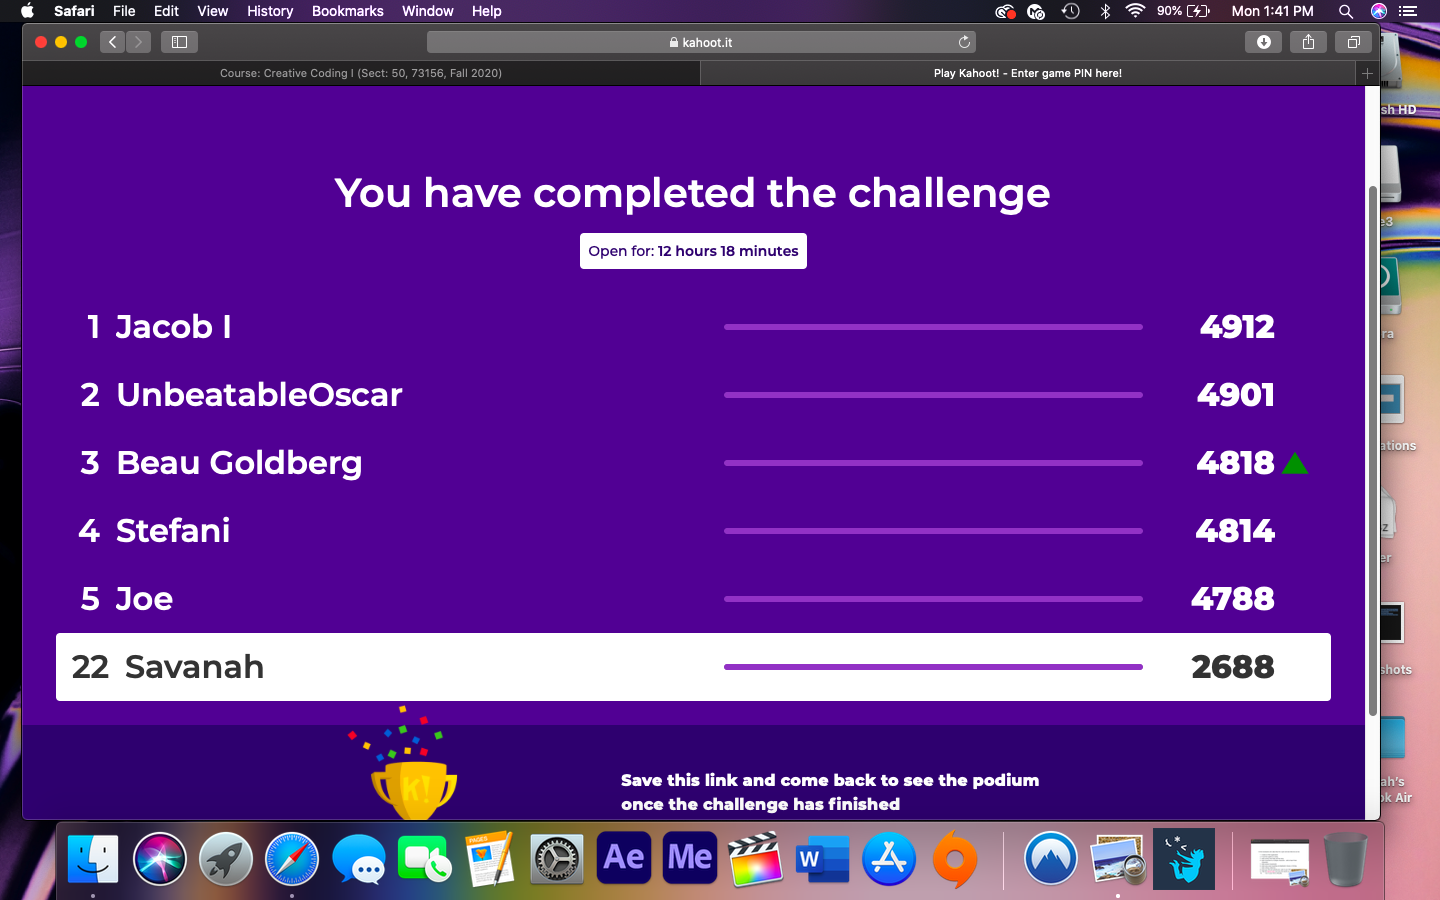 Safari File Edit View History Bookmarks Window Help 90% Mon 1:41 PM
kahoot.it
Course: Creative Coding I (Sect: 50, 73156, Fall 2020) Play Kahoot! - Enter game PIN here!
sh HD
You have completed the challenge
e3
Open for: 12 hours 18 minutes
1 Jacob I 4912
ra
2 UnbeatableOscar 4901
ations
3 Beau Goldberg 4818
4 Stefani 4814
er
5 Joe 4788
22 Savanah 2688
shots
K!
Save this link and come back to see the podium
once the challenge has finished
ah's
ok Air
PAGES
Ae Me W